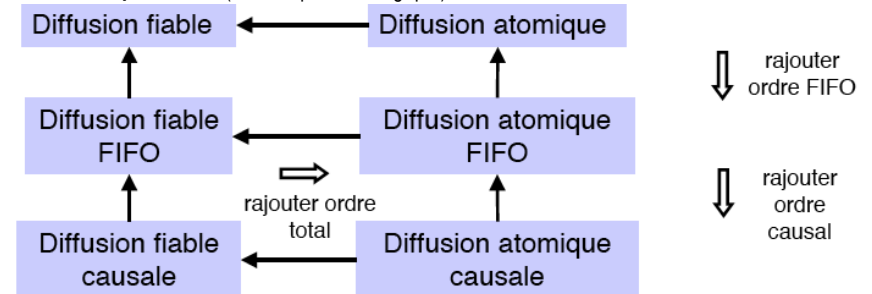 Diffusion fiable
Diffusion atomique
rajouter
ordre FIFO
Diffusion fiable
FIFO
Diffusion atomique
FIFO
rajouter ordre
total
rajouter
ordre
causal
Diffusion fiable
causale
Diffusion atomique
causale